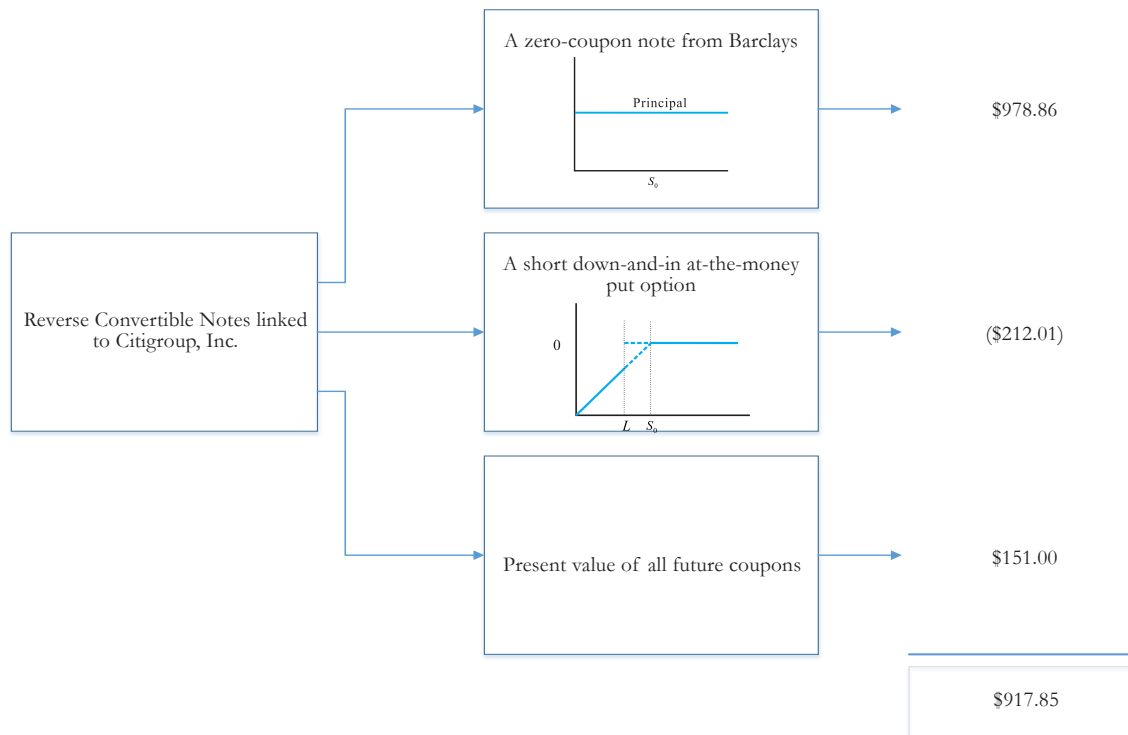 A zero-coupon note from Barclays
Principal
S₀
$978.86
Reverse Convertible Notes linked
to Citigroup, Inc.
A short down-and-in at-the-money
put option
0
L
S₀
($212.01)
Present value of all future coupons
$151.00
$917.85